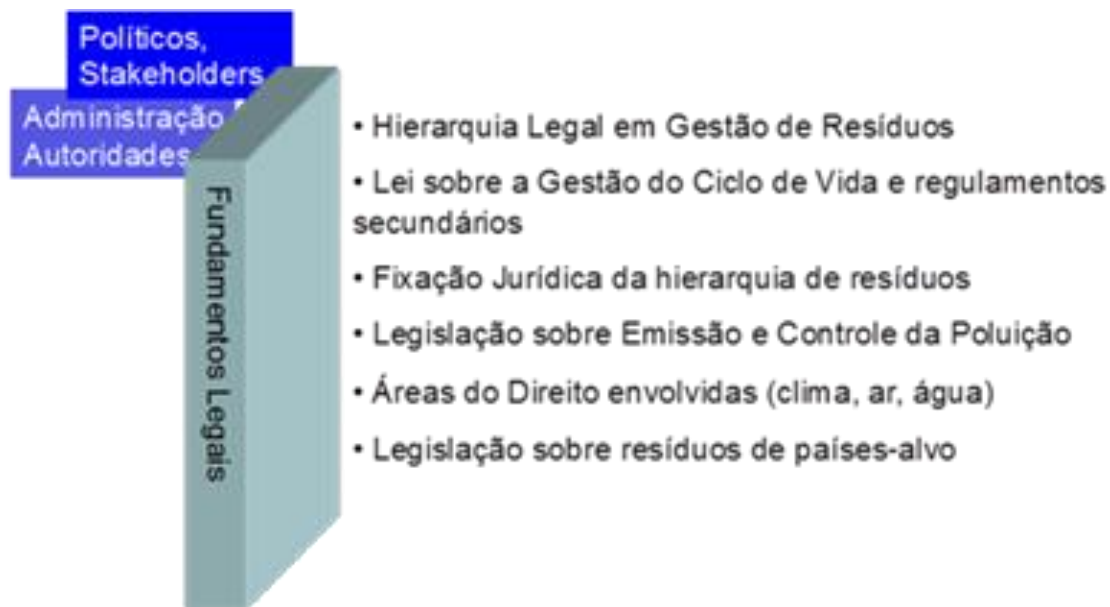 Políticos,
Stakeholders
Administração
Autoridades
Fundamentos Legais
• Hierarquia Legal em Gestão de Resíduos
• Lei sobre a Gestão do Ciclo de Vida e regulamentos
secundários
• Fixação Jurídica da hierarquia de resíduos
• Legislação sobre Emissão e Controle da Poluição
• Áreas do Direito envolvidas (clima, ar, água)
• Legislação sobre resíduos de países-alvo